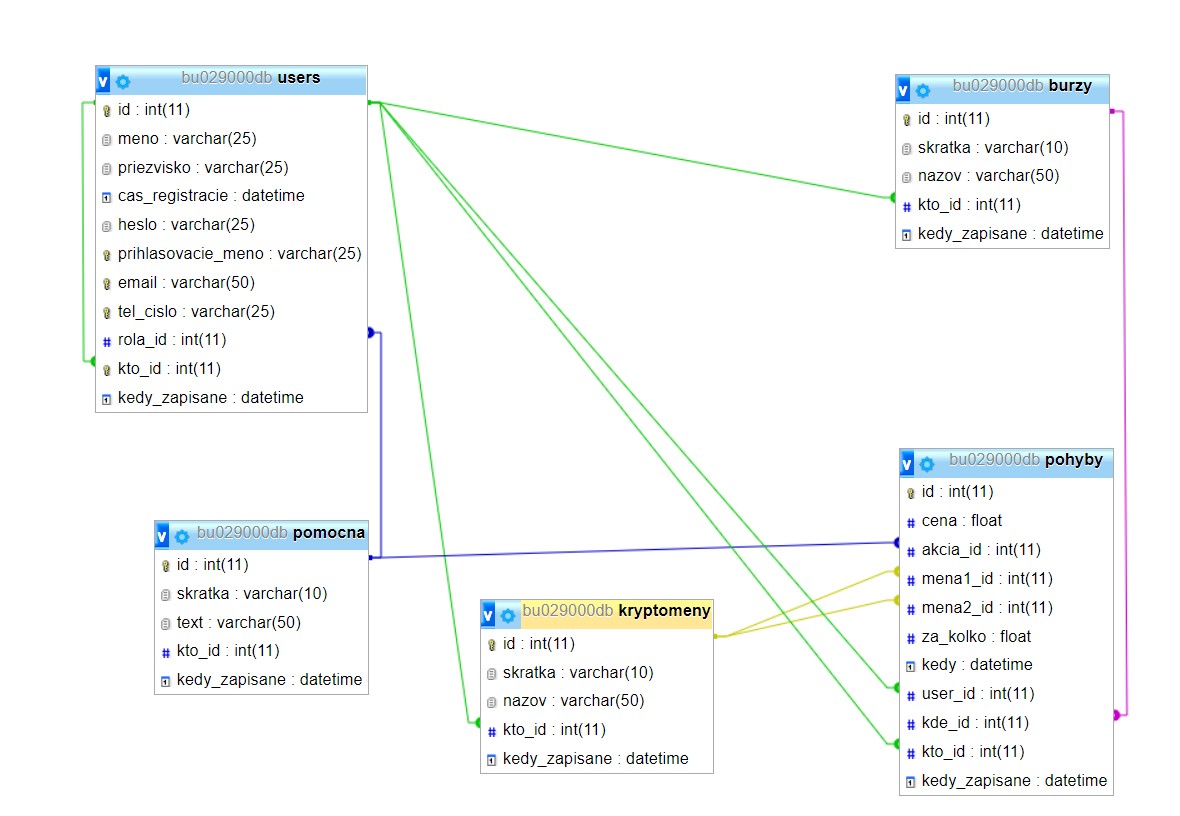 bu029000db users
id : int(11)
meno : varchar(25)
priezvisko : varchar(25)
cas_registracie : datetime
heslo : varchar(25)
prihlasovacie_meno : varchar(25)
email : varchar(50)
tel_cislo : varchar(25)
rola_id : int(11)
kto_id : int(11)
kedy_zapisane : datetime
bu029000db burzy
id : int(11)
skratka : varchar(10)
nazov : varchar(50)
kto_id : int(11)
kedy_zapisane : datetime
bu029000db pomocna
id : int(11)
skratka : varchar(10)
text : varchar(50)
kto_id : int(11)
kedy_zapisane : datetime
bu029000db kryptomeny
id : int(11)
skratka : varchar(10)
nazov : varchar(50)
kto_id : int(11)
kedy_zapisane : datetime
bu029000db pohyby
id : int(11)
cena : float
akcia_id : int(11)
mena1_id : int(11)
mena2_id : int(11)
za_kolko : float
kedy : datetime
user_id : int(11)
kde_id : int(11)
kto_id : int(11)
kedy_zapisane : datetime